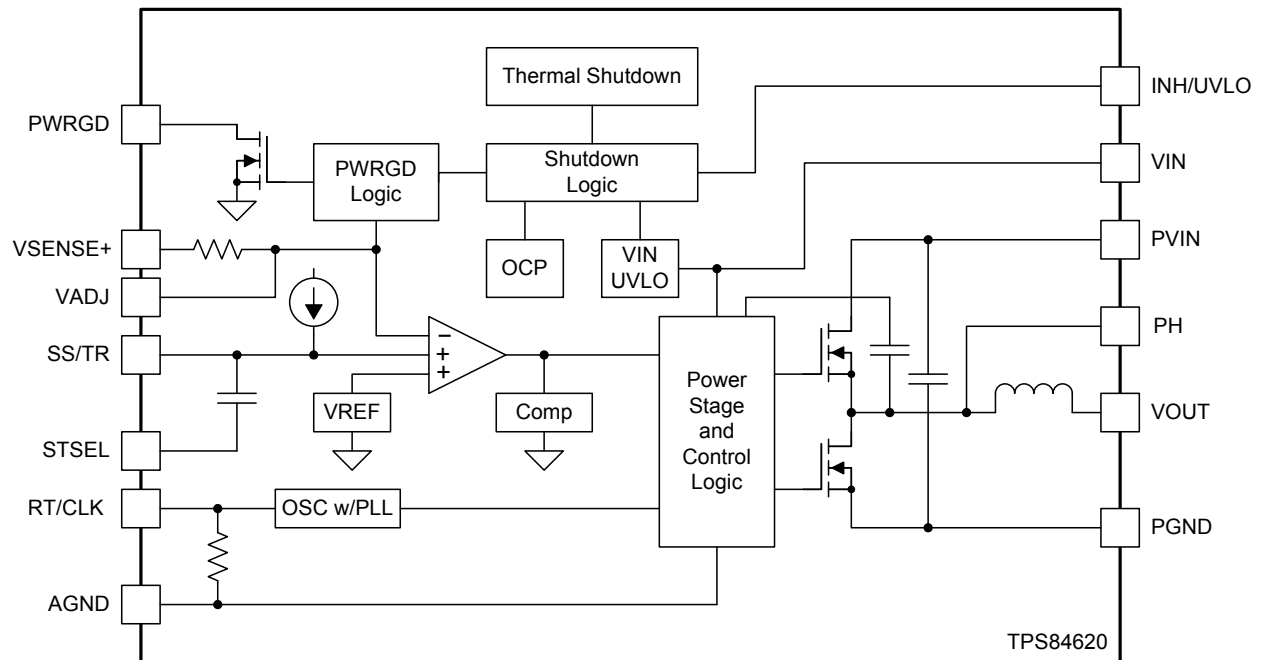 Thermal Shutdown
INH/UVLO
PWRGD
PWRGD
Logic
Shutdown
Logic
VIN
VSENSE+
OCP
VIN
UVLO
PVIN
VADJ
SS/TR
PH
−
+
+
Power
Stage
and
Control
Logic
VREF
Comp
VOUT
STSEL
RT/CLK
OSC w/PLL
PGND
AGND
TPS84620